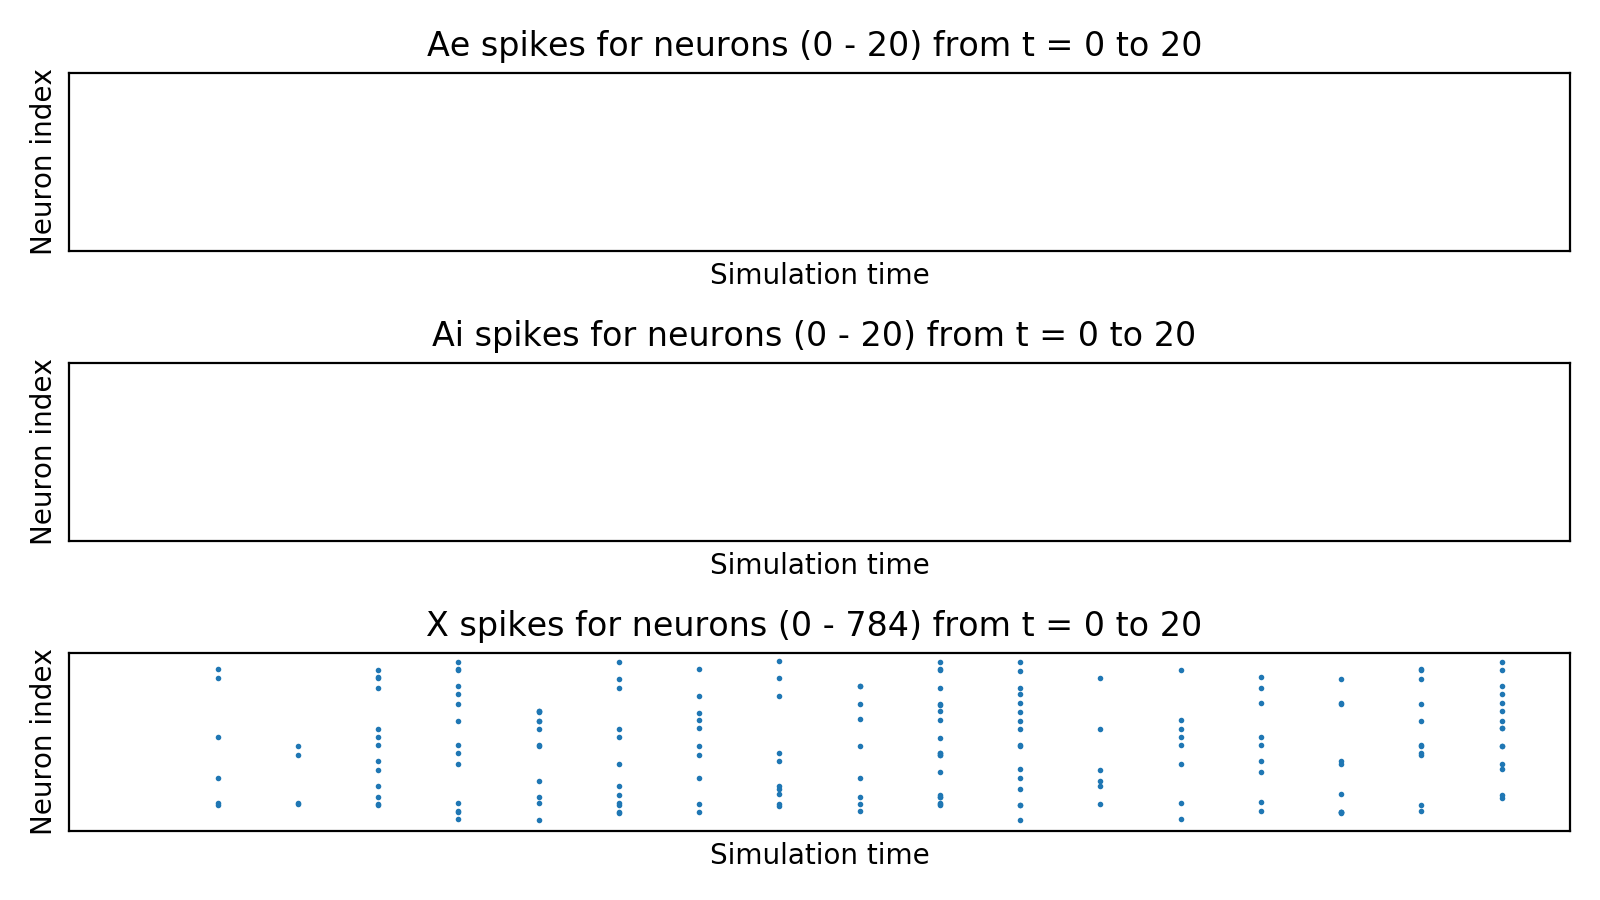 Ae spikes for neurons (0 - 20) from t = 0 to 20
Neuron index
Simulation time
Ai spikes for neurons (0 - 20) from t = 0 to 20
Neuron index
Simulation time
X spikes for neurons (0 - 784) from t = 0 to 20
Neuron index
Simulation time